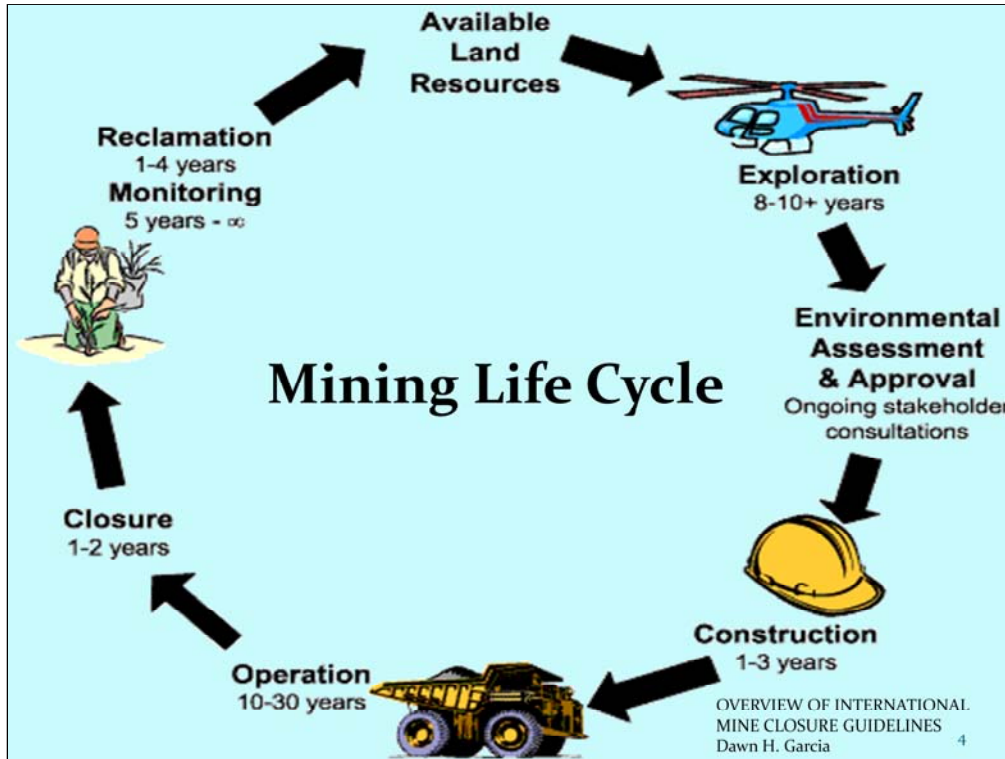 Available
Land
Resources
Exploration
8-10+ years
Environmental
Assessment
& Approval
Ongoing stakeholder
consultations
Construction
1-3 years
Operation
10-30 years
Closure
1-2 years
Reclamation
1-4 years
Monitoring
5 years - ∞
Mining Life Cycle
OVERVIEW OF INTERNATIONAL
MINE CLOSURE GUIDELINES
Dawn H. Garcia
4